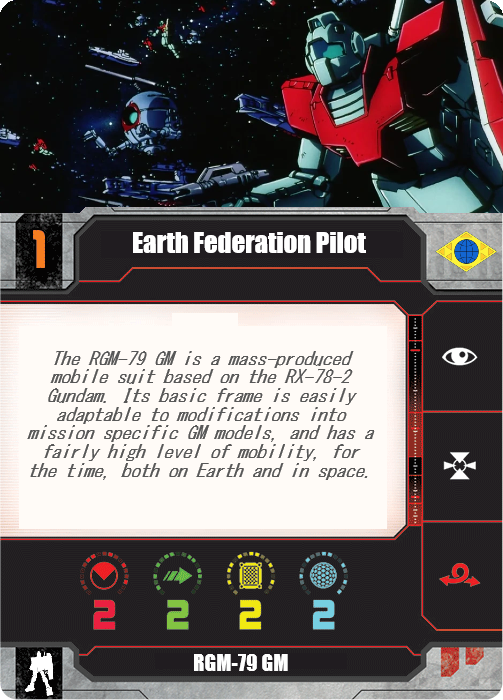 1
Earth Federation Pilot
The RGM-79 GM is a mass-produced
mobile suit based on the RX-78-2
Gundam. Its basic frame is easily
adaptable to modifications into
mission specific GM models, and has a
fairly high level of mobility, for
the time, both on Earth and in space.
2 2 2 2
RGM-79 GM